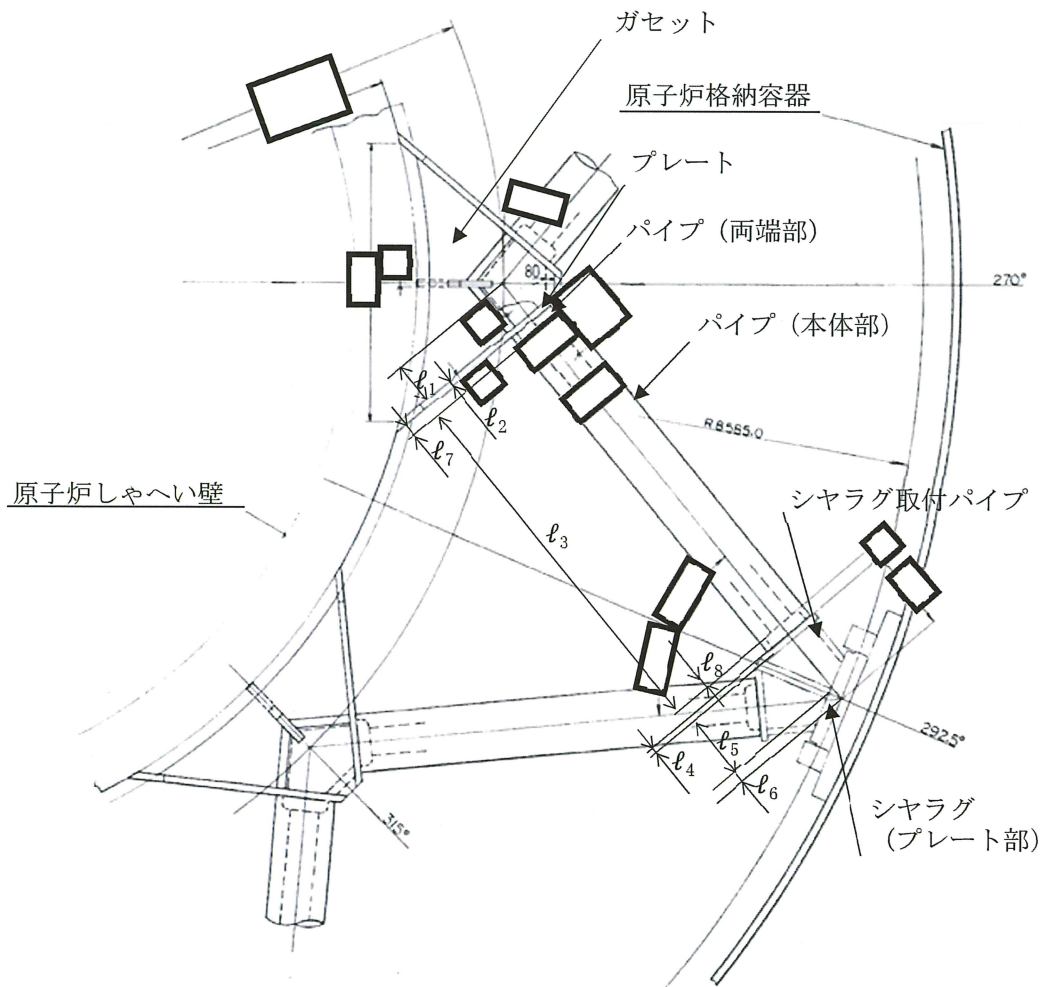 ガセット
原子炉格納容器
プレート
パイプ（両端部）
80
270°
パイプ（本体部）
ℓ1
ℓ2
ℓ7
R8585.0
原子炉しゃへい壁
シヤラグ取付パイプ
ℓ3
ℓ8
292.5°
ℓ5
ℓ4
ℓ6
315°
シヤラグ
（プレート部）